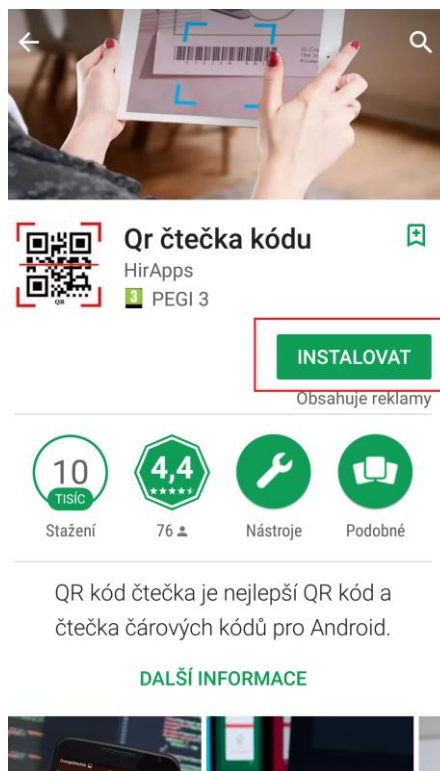 Qr čtečka kódu
HirApps
3 PEGI 3
INSTALOVAT
Obsahuje reklamy
10
TISÍC
4,4
Stažení
76
Nástroje
Podobné
QR kód čtečka je nejlepší QR kód a
čtečka čárových kódů pro Android.
DALŠÍ INFORMACE